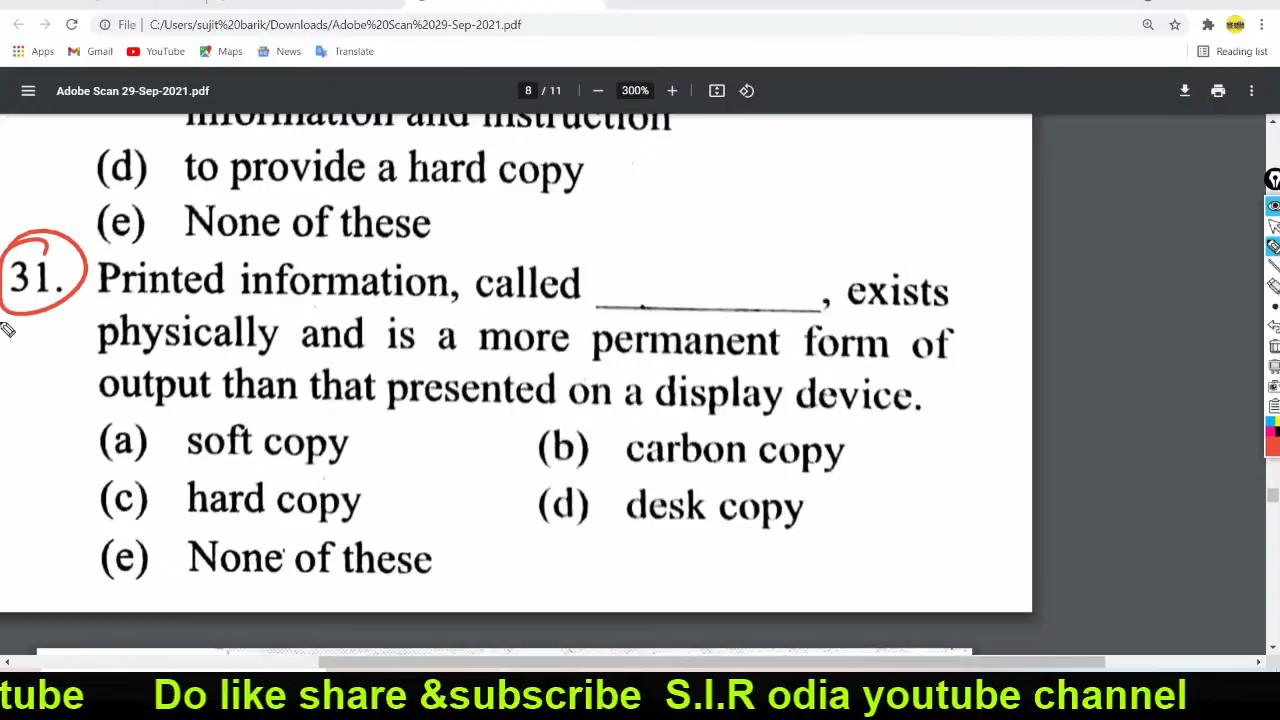 File | C:/Users/sujit%20barik/Downloads/Adobe%20Scan%2029-Sep-2021.pdf
Apps Gmail YouTube Maps News Translate Reading list
Adobe Scan 29-Sep-2021.pdf 8 / 11 300%
information and instruction
(d) to provide a hard copy
(e) None of these
31. Printed information, called ___________, exists
physically and is a more permanent form of
output than that presented on a display device.
(a) soft copy (b) carbon copy
(c) hard copy (d) desk copy
(e) None of these
tube Do like share &subscribe S.I.R odia youtube channel